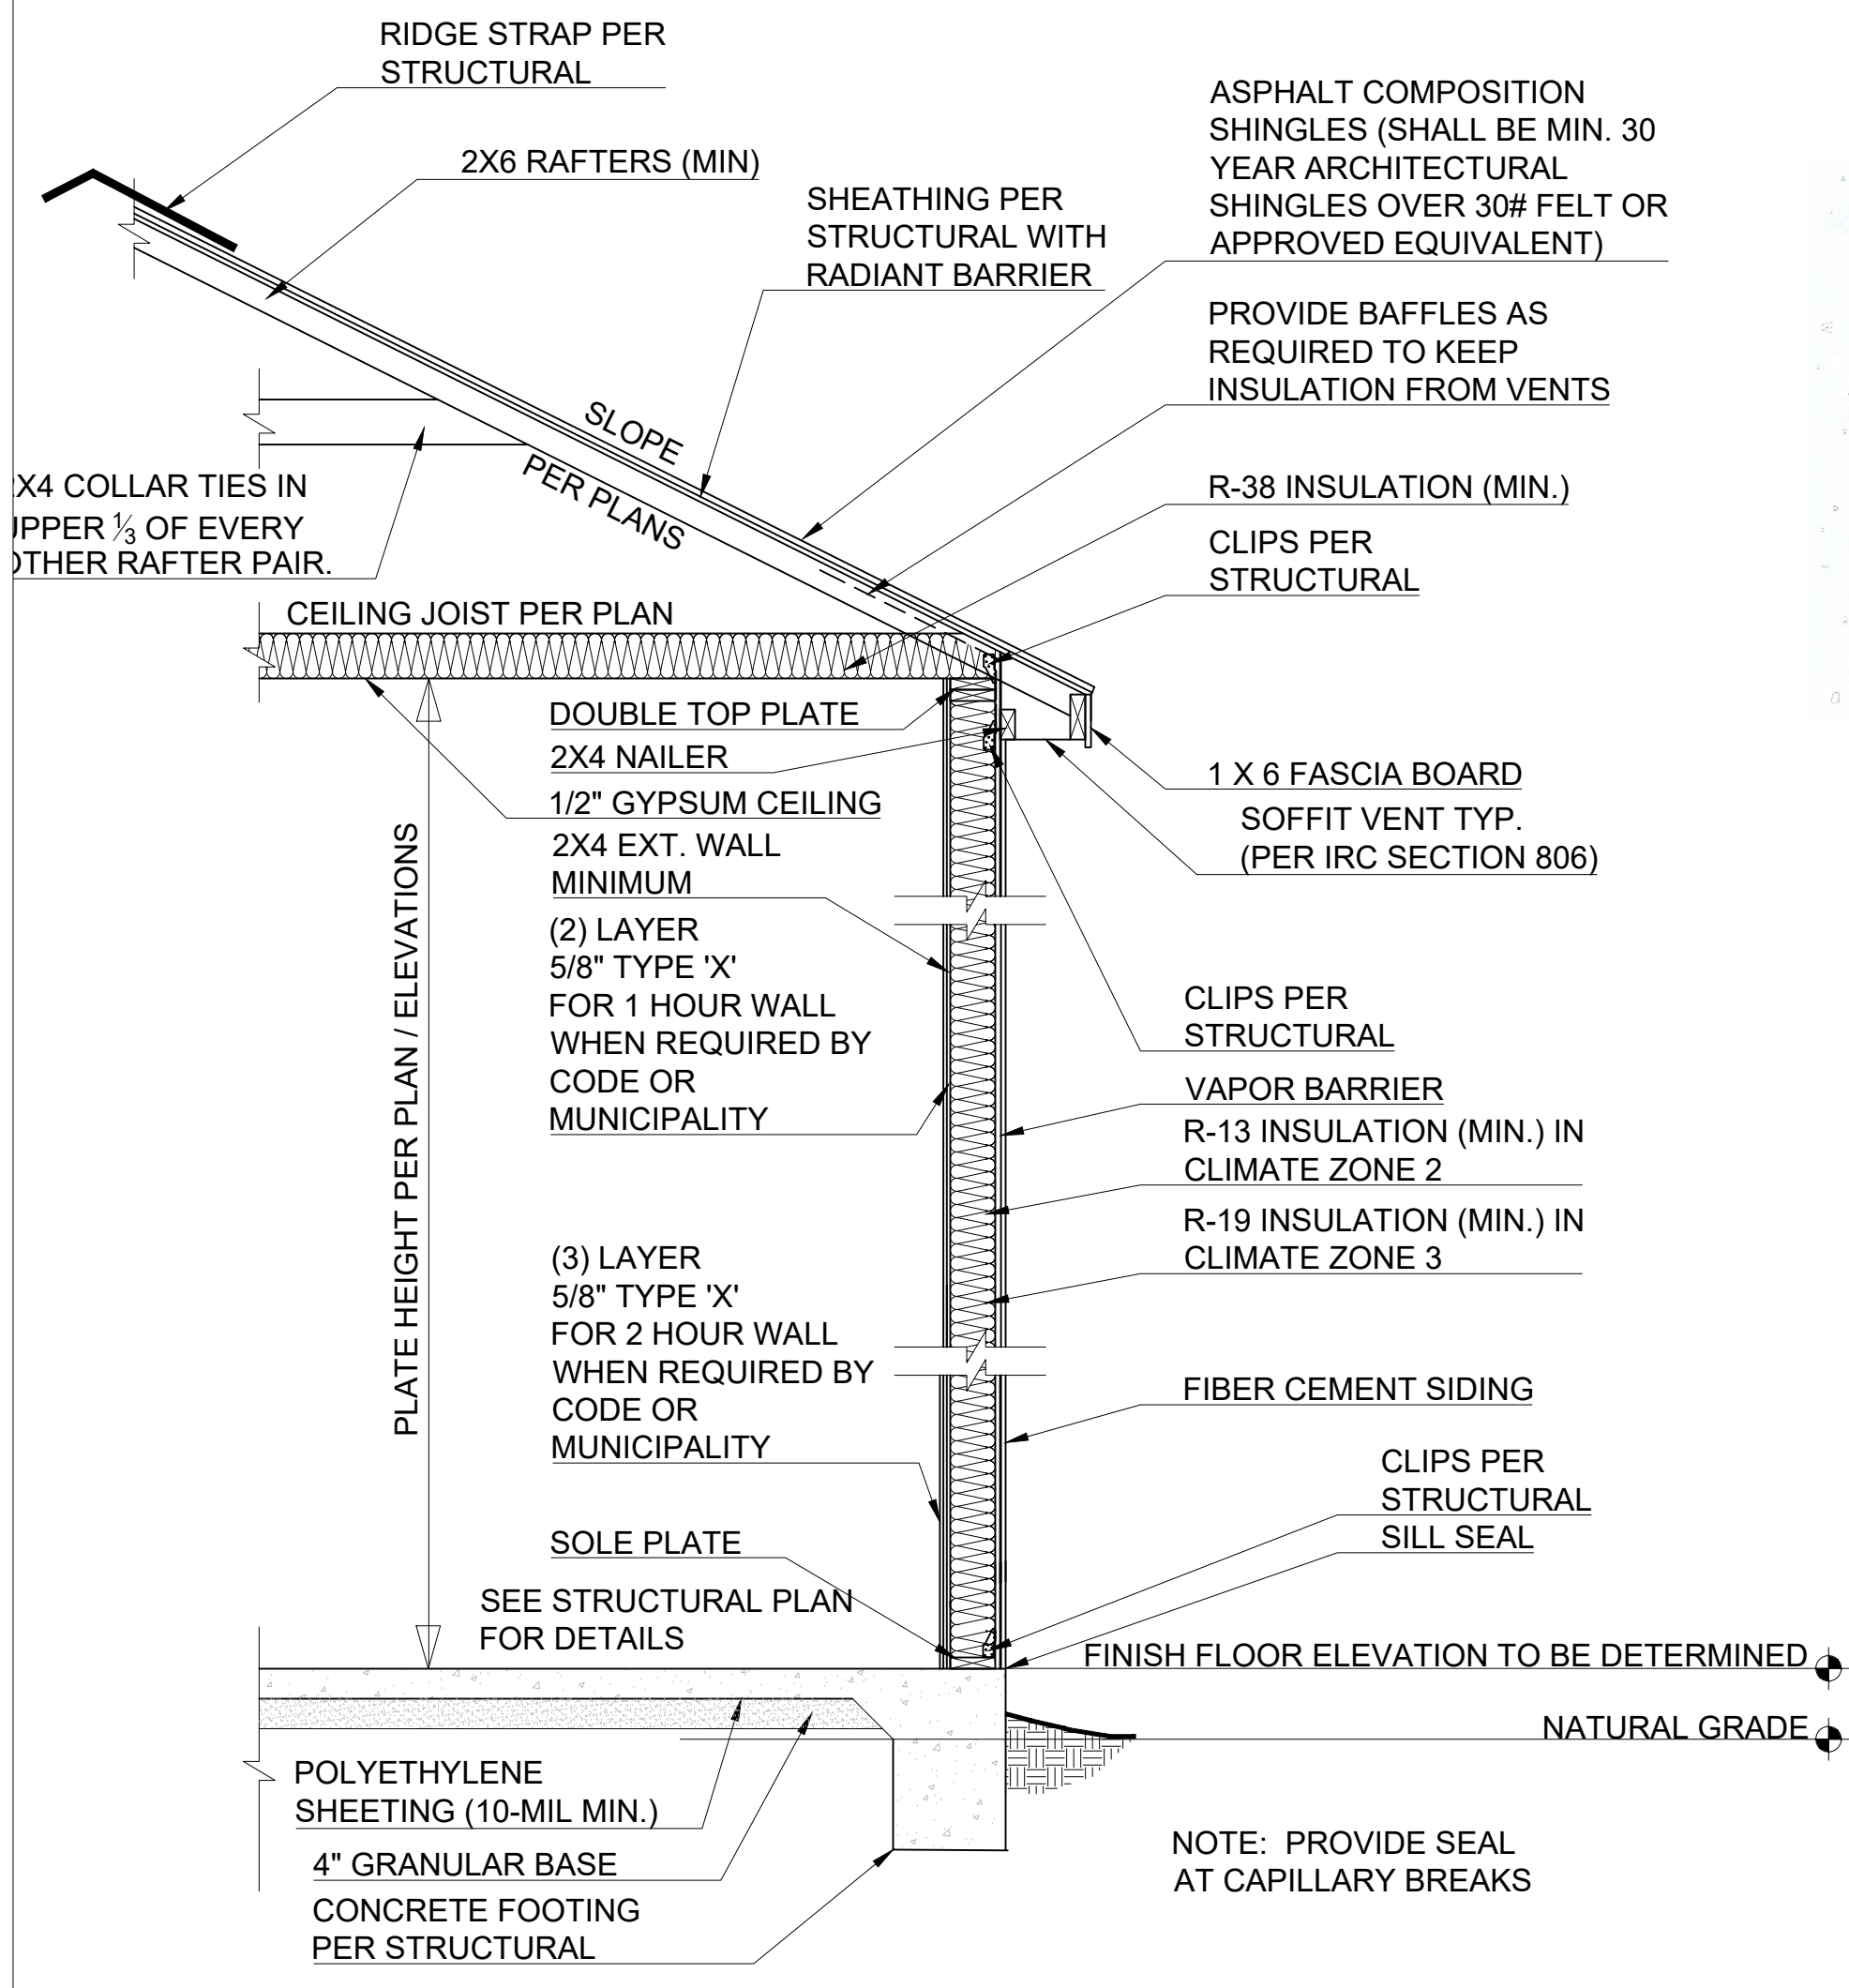 RIDGE STRAP PER
STRUCTURAL
2X6 RAFTERS (MIN)
SHEATHING PER
STRUCTURAL WITH
RADIANT BARRIER
ASPHALT COMPOSITION
SHINGLES (SHALL BE MIN. 30
YEAR ARCHITECTURAL
SHINGLES OVER 30# FELT OR
APPROVED EQUIVALENT)
PROVIDE BAFFLES AS
REQUIRED TO KEEP
INSULATION FROM VENTS
SLOPE
PER PLANS
R-38 INSULATION (MIN.)
CLIPS PER
STRUCTURAL
X4 COLLAR TIES IN
UPPER ⅓ OF EVERY
OTHER RAFTER PAIR.
CEILING JOIST PER PLAN
DOUBLE TOP PLATE
2X4 NAILER
1/2" GYPSUM CEILING
2X4 EXT. WALL
MINIMUM
(2) LAYER
5/8" TYPE 'X'
FOR 1 HOUR WALL
WHEN REQUIRED BY
CODE OR
MUNICIPALITY
(3) LAYER
5/8" TYPE 'X'
FOR 2 HOUR WALL
WHEN REQUIRED BY
CODE OR
MUNICIPALITY
SOLE PLATE
SEE STRUCTURAL PLAN
FOR DETAILS
PLATE HEIGHT PER PLAN / ELEVATIONS
1 X 6 FASCIA BOARD
SOFFIT VENT TYP.
(PER IRC SECTION 806)
CLIPS PER
STRUCTURAL
VAPOR BARRIER
R-13 INSULATION (MIN.) IN
CLIMATE ZONE 2
R-19 INSULATION (MIN.) IN
CLIMATE ZONE 3
FIBER CEMENT SIDING
CLIPS PER
STRUCTURAL
SILL SEAL
FINISH FLOOR ELEVATION TO BE DETERMINED
NATURAL GRADE
POLYETHYLENE
SHEETING (10-MIL MIN.)
4" GRANULAR BASE
CONCRETE FOOTING
PER STRUCTURAL
NOTE: PROVIDE SEAL
AT CAPILLARY BREAKS